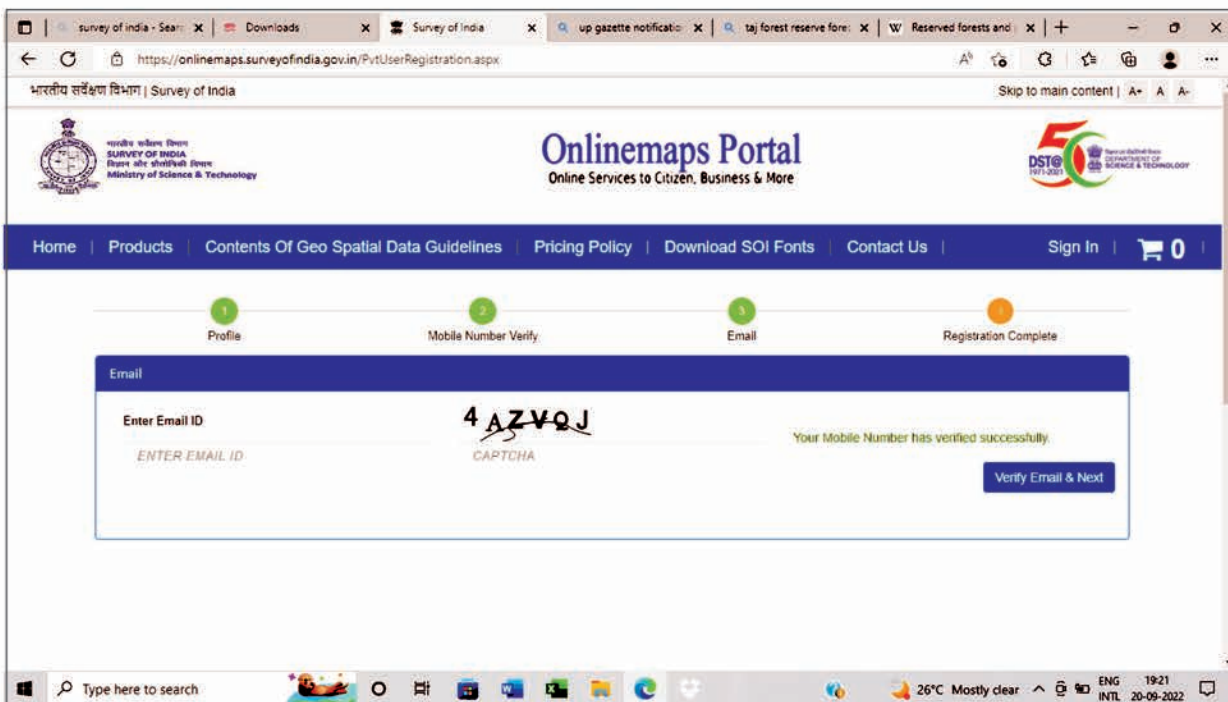 survey of india - Sear
Downloads
Survey of India
up gazette notificatio
taj forest reserve fore
Reserved forests and
https://onlinemaps.surveyofindia.gov.in/PvtUserRegistration.aspx
भारतीय सर्वेक्षण विभाग | Survey of India
Skip to main content | A+ A A-
भारतीय सर्वेक्षण विभाग
SURVEY OF INDIA
विज्ञान और प्रौद्योगिकी विभाग
Ministry of Science & Technology
Onlinemaps Portal
Online Services to Citizen, Business & More
DST@
1971-2021
DEPARTMENT OF
SCIENCE & TECHNOLOGY
Home | Products | Contents Of Geo Spatial Data Guidelines | Pricing Policy | Download SOI Fonts | Contact Us | Sign In | 0
1 2 3
Profile Mobile Number Verify Email Registration Complete
Email
Enter Email ID
4AZVQJ
Your Mobile Number has verified successfully.
ENTER EMAIL ID
CAPTCHA
Verify Email & Next
Type here to search
26°C Mostly clear
ENG 19:21
INTL 20-09-2022